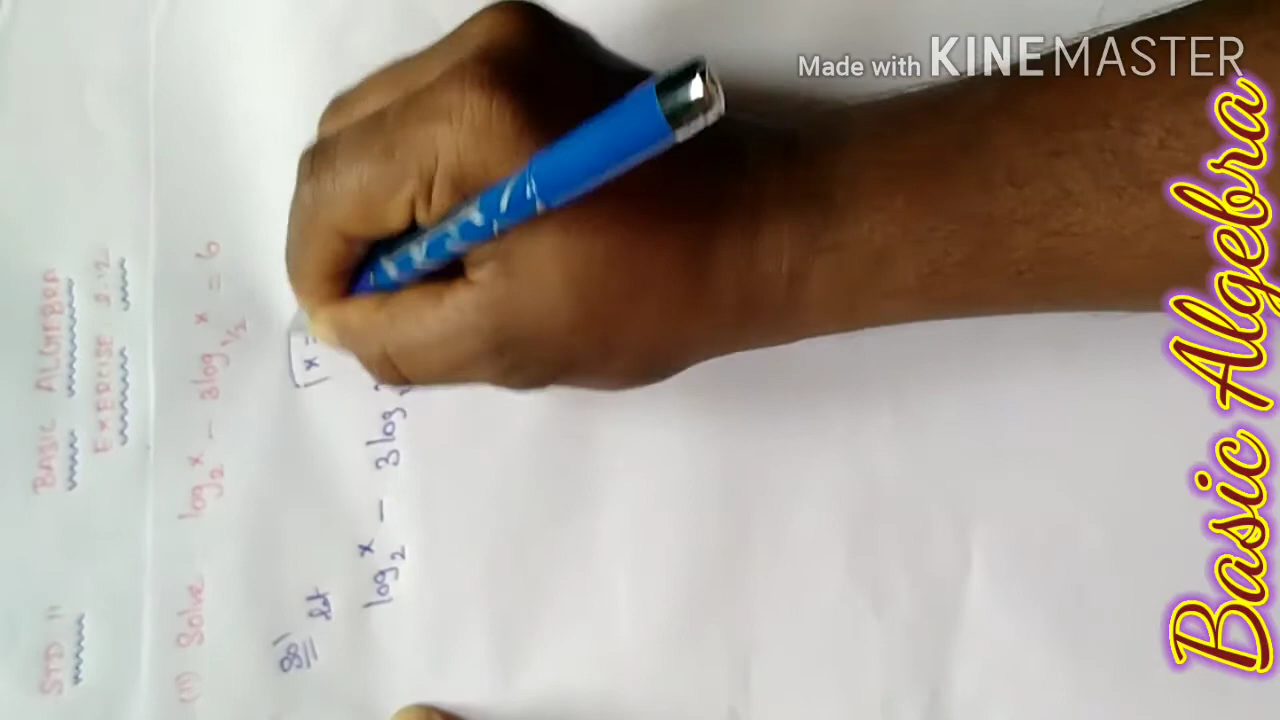 Made with KINEMASTER
Basic Algebra
STD 11 BASIC ALGEBRA
EXERCISE 2.12
(11) Solve log₂ˣ - 3log₁/₂ˣ = 6
Sol
let x =
log₂ˣ - 3log